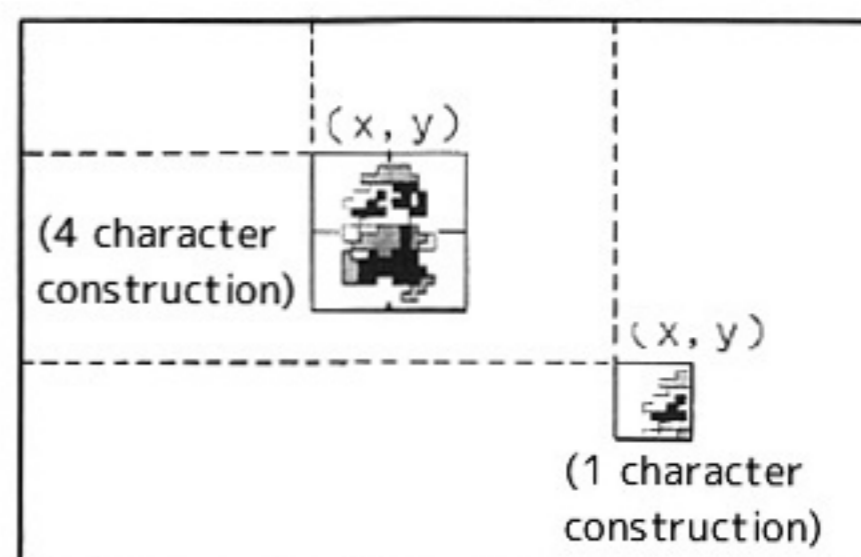 (x, y)
(4 character
construction)
(x, y)
(1 character
construction)